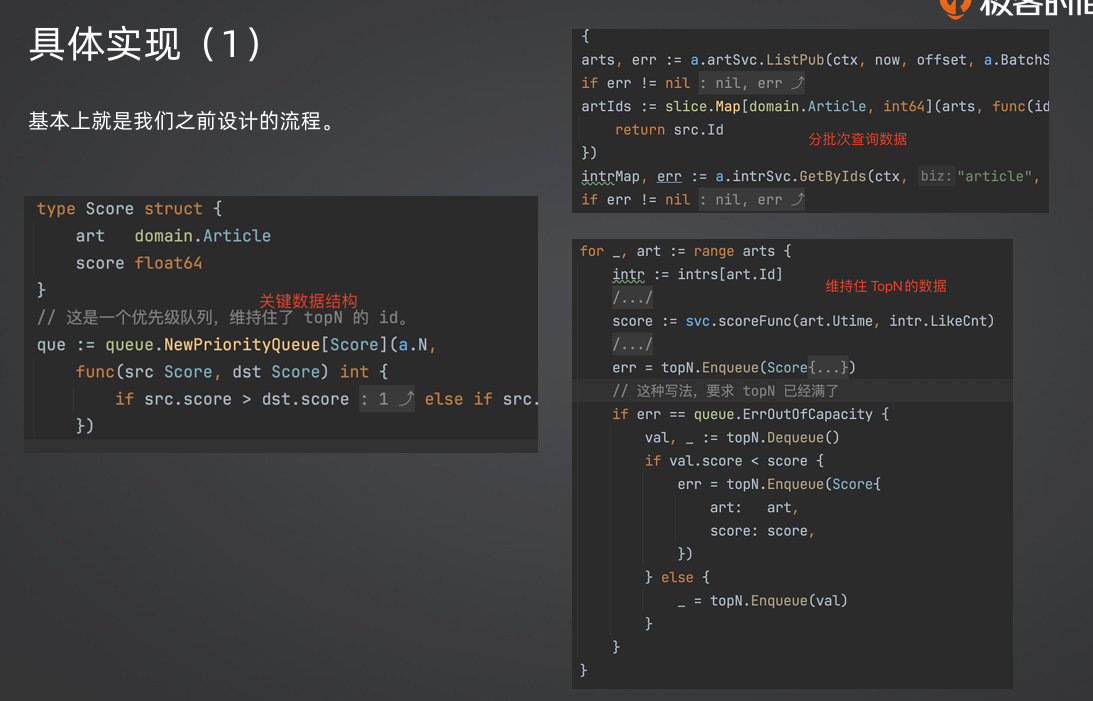 具体实现（1）
基本上就是我们之前设计的流程。
type Score struct {
art domain.Article
score float64
}
关键数据结构
// 这是一个优先级队列，维持住了 topN 的 id。
que := queue.NewPriorityQueue[Score](a.N,
func(src Score, dst Score) int {
if src.score > dst.score : 1 ⤴ else if src.
})
极客时间
{
arts, err := a.artSvc.ListPub(ctx, now, offset, a.BatchS
if err != nil : nil, err ⤴
artIds := slice.Map[domain.Article, int64](arts, func(id
return src.Id
分批次查询数据
})
intrMap, err := a.intrSvc.GetByIds(ctx, biz: "article",
if err != nil : nil, err ⤴
for _, art := range arts {
intr := intrs[art.Id]
维持住 TopN 的数据
/.../
score := svc.scoreFunc(art.Utime, intr.LikeCnt)
/.../
err = topN.Enqueue(Score{...})
// 这种写法，要求 topN 已经满了
if err == queue.ErrOutOfCapacity {
val, _ := topN.Dequeue()
if val.score < score {
err = topN.Enqueue(Score{
art: art,
score: score,
})
} else {
_ = topN.Enqueue(val)
}
}
}